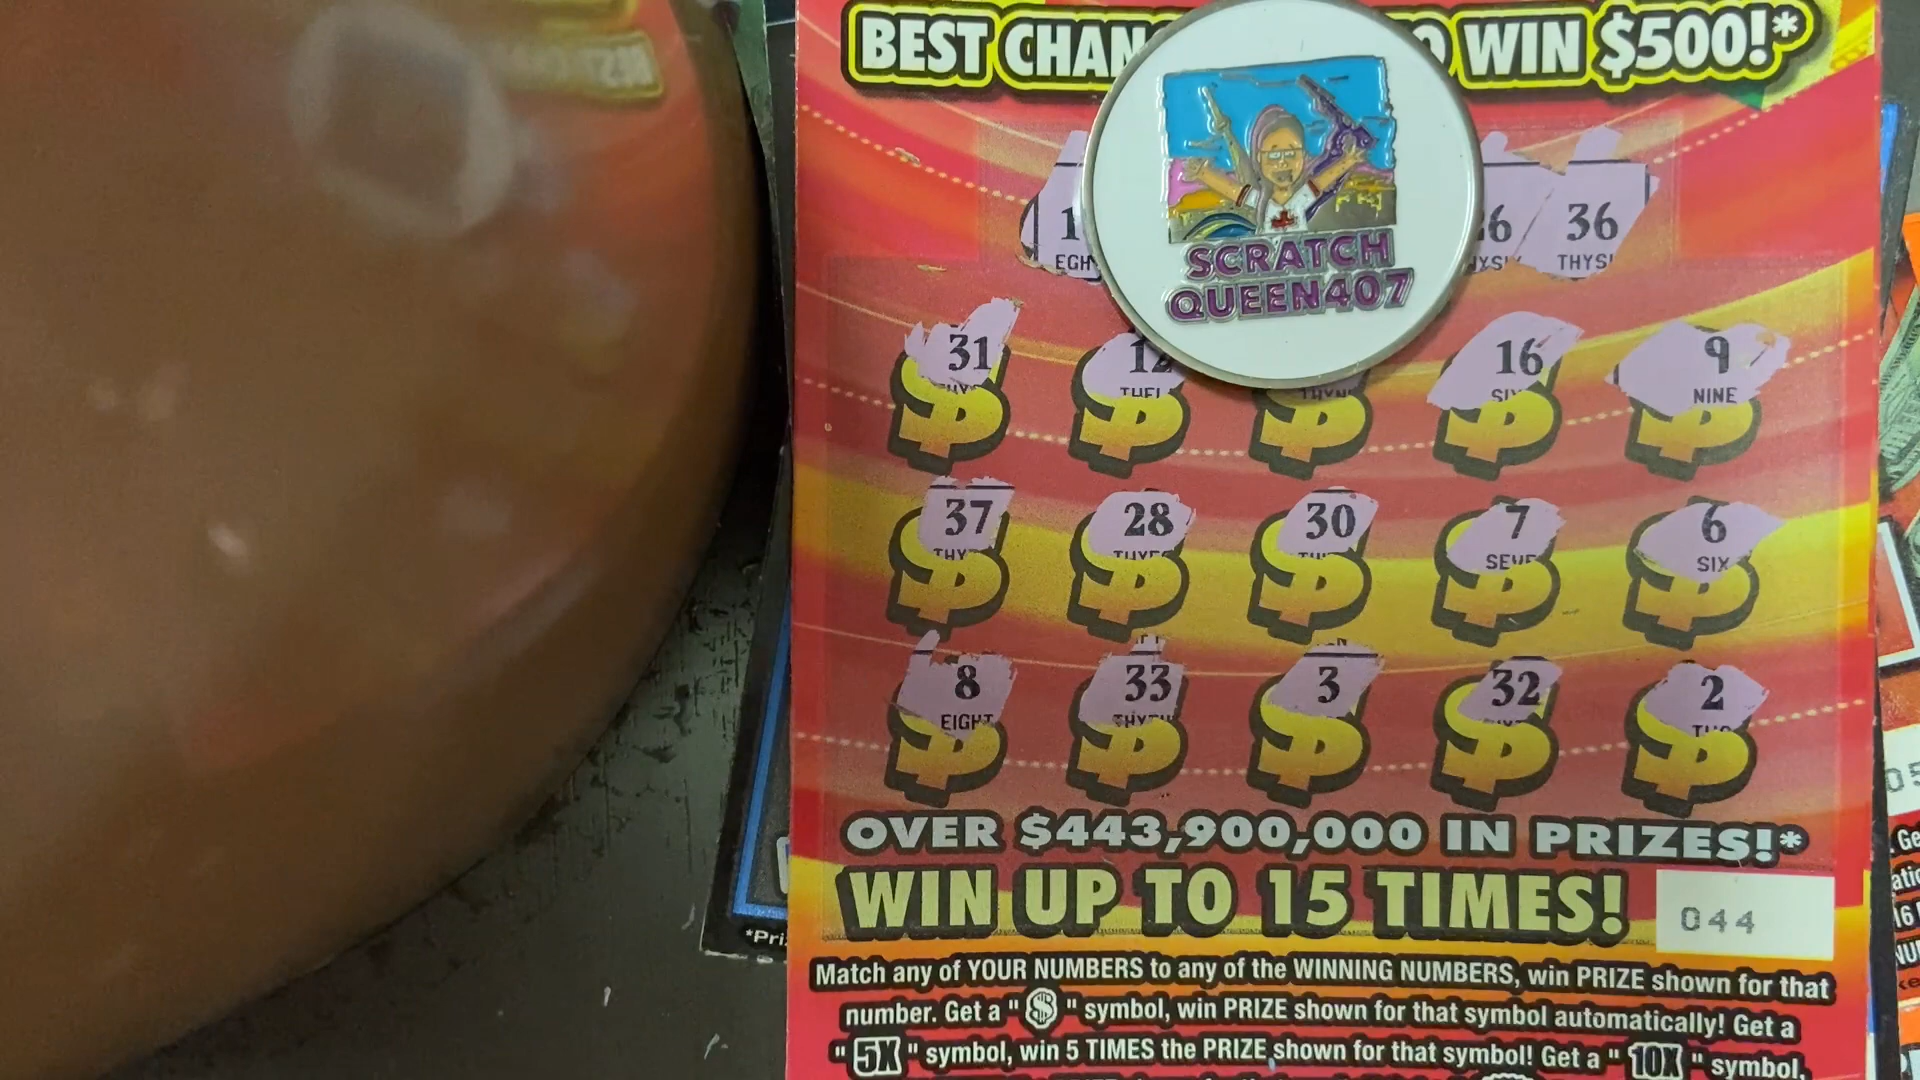 BEST CHAN WIN $500!*
36
THYSI
SCRATCH
QUEEN407
31 12 16 9
NINE
37 28 30 7 6
SIX
8 33 3 32 2
EIGHT
OVER $443,900,000 IN PRIZES!*
WIN UP TO 15 TIMES!
044
Match any of YOUR NUMBERS to any of the WINNING NUMBERS, win PRIZE shown for that
number. Get a "$" symbol, win PRIZE shown for that symbol automatically! Get a
"5X" symbol, win 5 TIMES the PRIZE shown for that symbol! Get a "10X" symbol,
*Pri